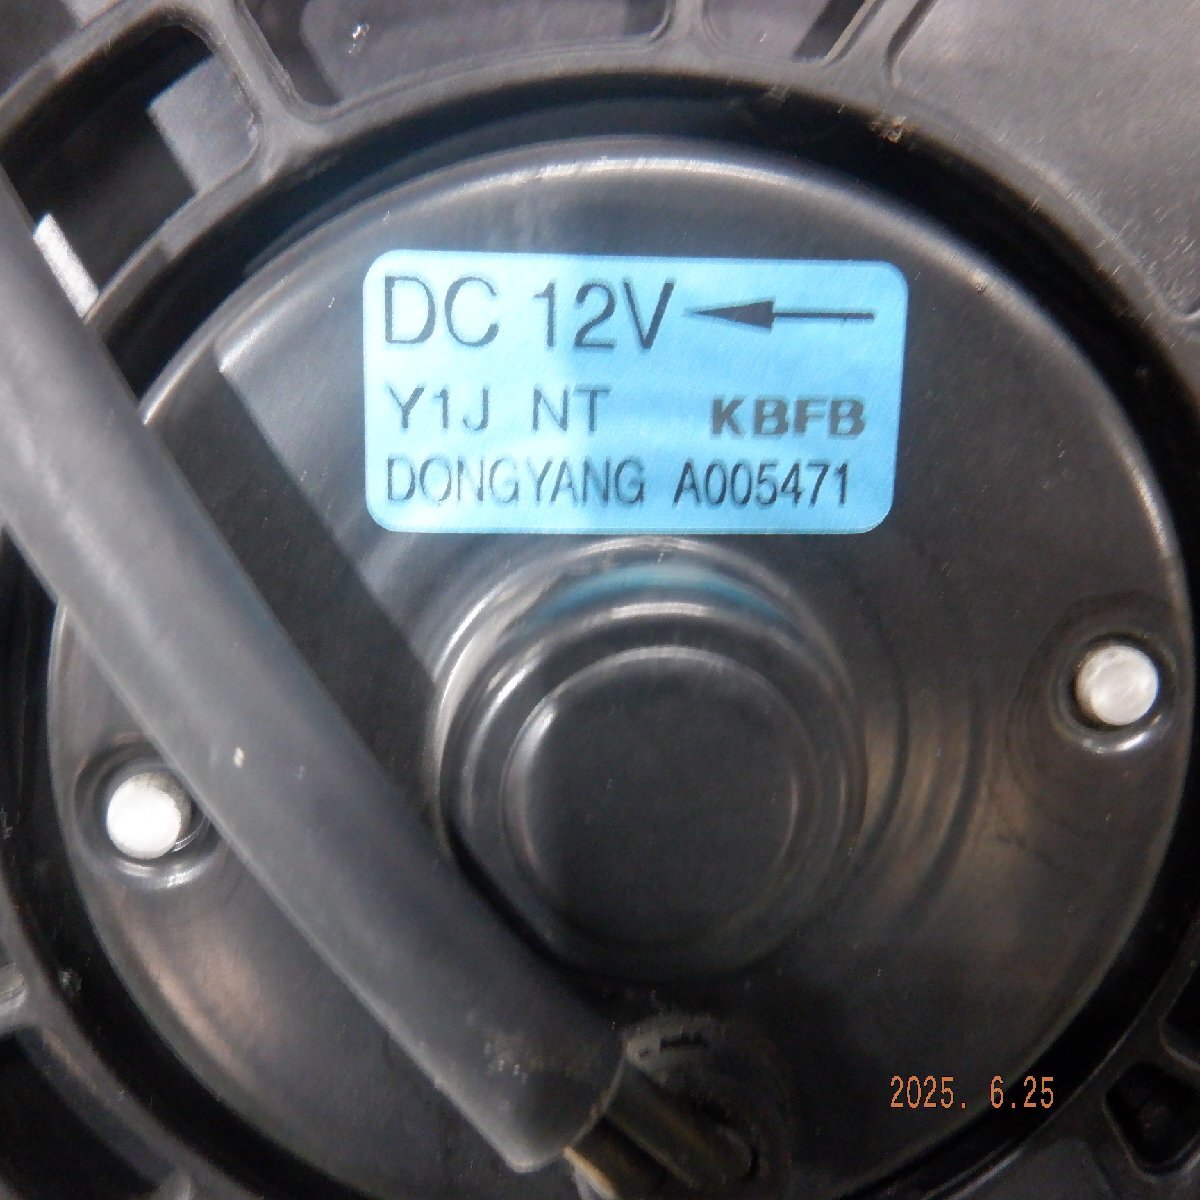 DC 12V
Y1J NT KBFB
DONGYANG A005471
2025. 6.25